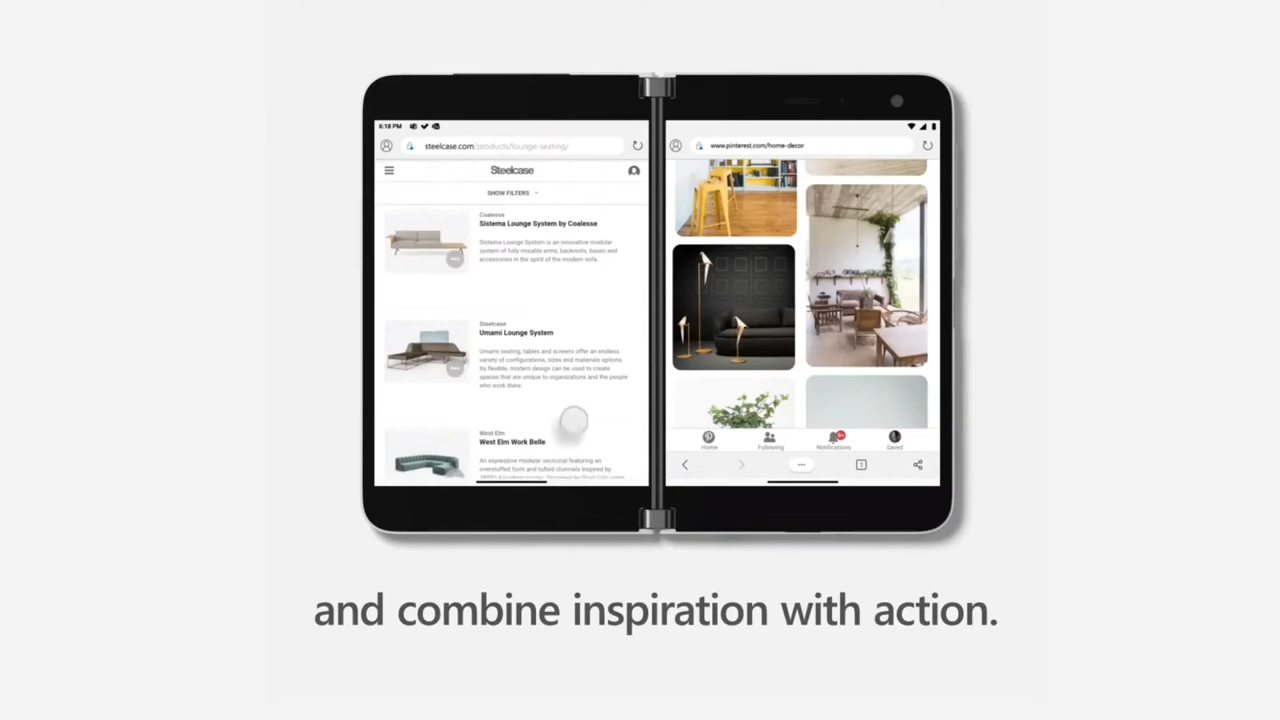 6:18 PM
steelcase.com/products/lounge-seating/
Steelcase
SHOW FILTERS
Coalesse
Sistema Lounge System by Coalesse
Sistema Lounge System is an innovative modular
system of fully movable arms, backrests, bases and
accessories in the spirit of the modern sofa.
Steelcase
Umami Lounge System
Umami seating, tables and screens offer an endless
variety of configurations, sizes and materials options.
Its flexible, modern design can be used to create
spaces that are unique to organizations and the people
who work there.
West Elm
West Elm Work Belle
An expressive modular sectional featuring an
overstuffed form and tufted channels inspired by
www.pinterest.com/home-decor
Home
Following
Notifications
Saved
1
and combine inspiration with action.